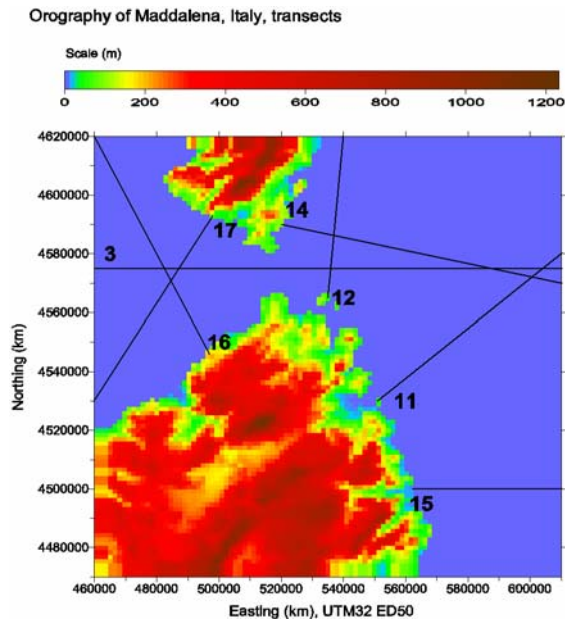 Orography of Maddalena, Italy, transects
Scale (m)
0 200 400 600 800 1000 1200
4620000
4600000
4580000
4560000
4540000
4520000
4500000
4480000
Northing (km)
14
17
3
12
16
11
15
460000 480000 500000 520000 540000 560000 580000 600000
Easting (km), UTM32 ED50